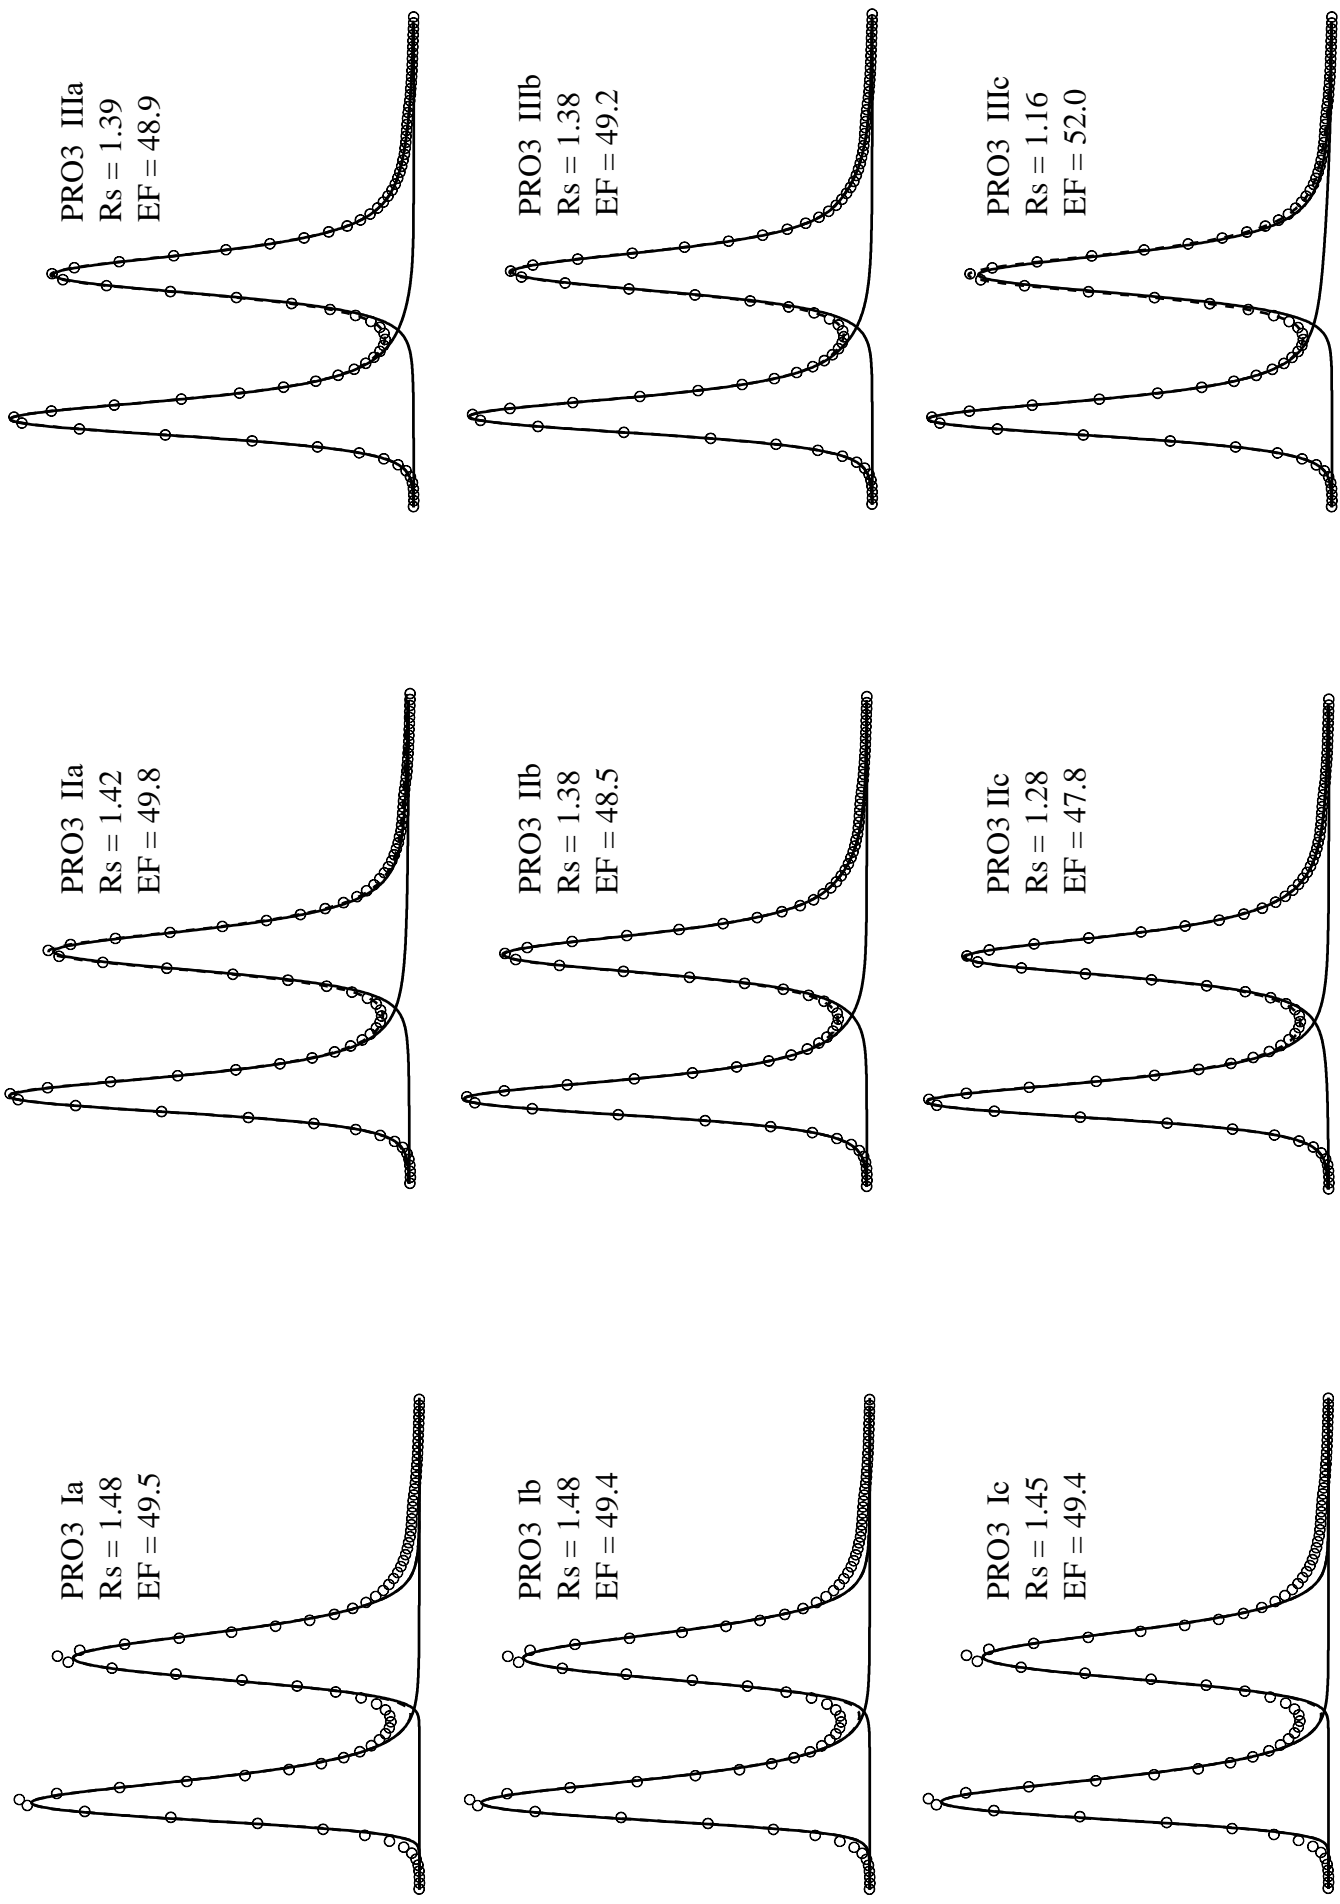 PRO3 Ia
Rs = 1.48
EF = 49.5
PRO3 IIa
Rs = 1.42
EF = 49.8
PRO3 IIIa
Rs = 1.39
EF = 48.9
PRO3 Ib
Rs = 1.48
EF = 49.4
PRO3 IIb
Rs = 1.38
EF = 48.5
PRO3 IIIb
Rs = 1.38
EF = 49.2
PRO3 Ic
Rs = 1.45
EF = 49.4
PRO3 IIc
Rs = 1.28
EF = 47.8
PRO3 IIIc
Rs = 1.16
EF = 52.0